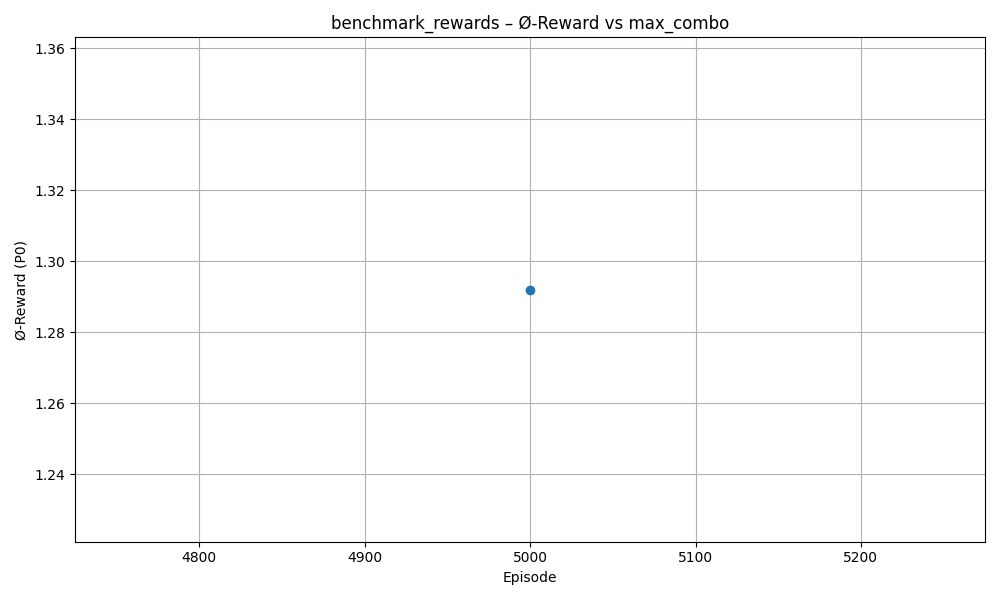 benchmark_rewards – Ø-Reward vs max_combo
1.36
1.34
1.32
1.30
1.28
1.26
1.24
Ø-Reward (P0)
4800 4900 5000 5100 5200
Episode